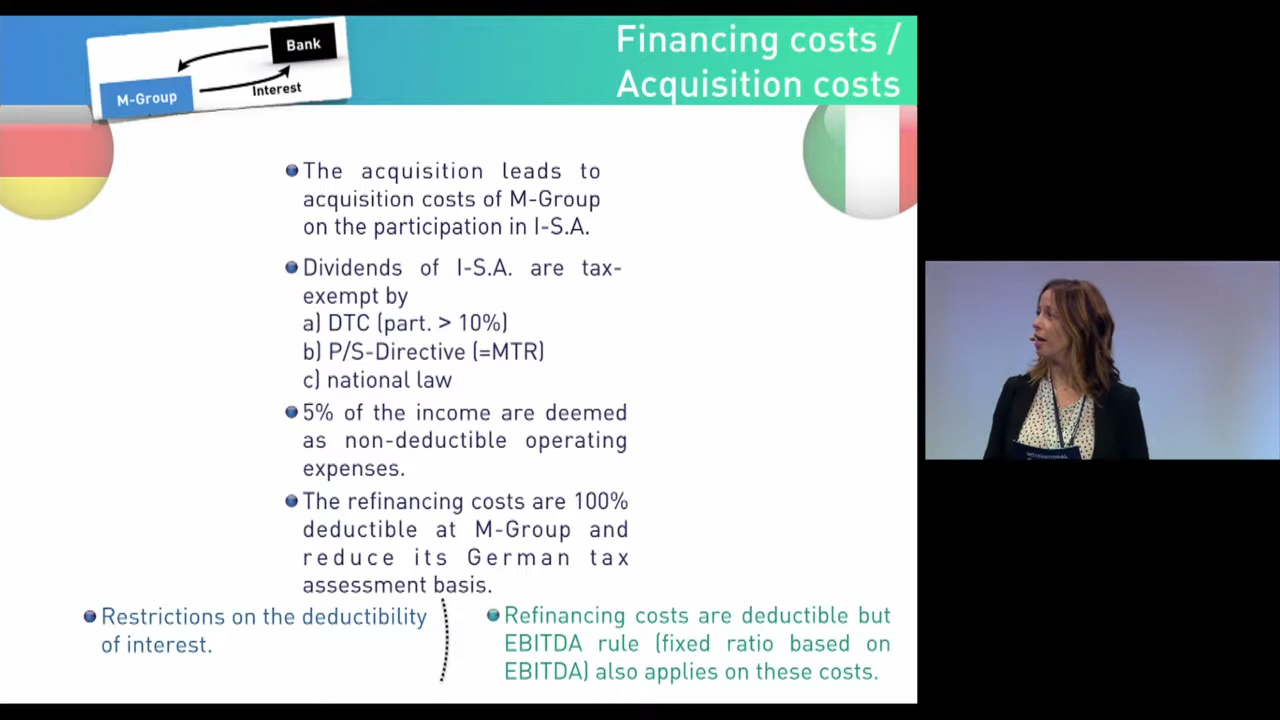 Bank
M-Group
Interest
Financing costs /
Acquisition costs
The acquisition leads to
acquisition costs of M-Group
on the participation in I-S.A.
Dividends of I-S.A. are tax-
exempt by
a) DTC (part. > 10%)
b) P/S-Directive (=MTR)
c) national law
5% of the income are deemed
as non-deductible operating
expenses.
The refinancing costs are 100%
deductible at M-Group and
reduce its German tax
assessment basis.
Restrictions on the deductibility
of interest.
Refinancing costs are deductible but
EBITDA rule (fixed ratio based on
EBITDA) also applies on these costs.